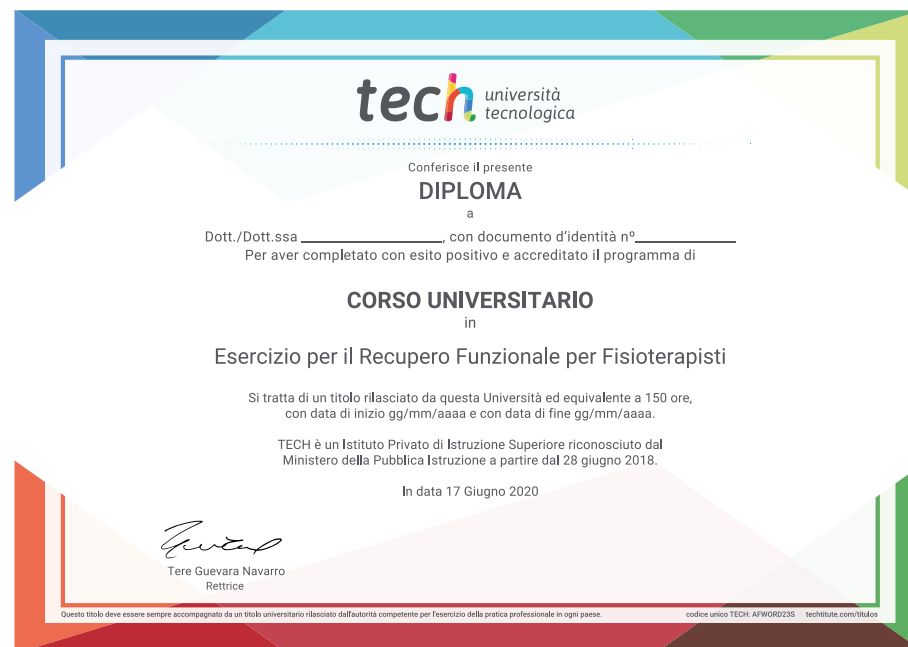 tech università
tecnologica
Conferisce il presente
DIPLOMA
a
Dott./Dott.ssa ____________________, con documento d'identità nº______________
Per aver completato con esito positivo e accreditato il programma di
CORSO UNIVERSITARIO
in
Esercizio per il Recupero Funzionale per Fisioterapisti
Si tratta di un titolo rilasciato da questa Università ed equivalente a 150 ore,
con data di inizio gg/mm/aaaa e con data di fine gg/mm/aaaa.
TECH è un Istituto Privato di Istruzione Superiore riconosciuto dal
Ministero della Pubblica Istruzione a partire dal 28 giugno 2018.
In data 17 Giugno 2020
Tere Guevara Navarro
Rettrice
Questo titolo deve essere sempre accompagnato da un titolo universitario rilasciato dall'autorità competente per l'esercizio della pratica professionale in ogni paese. codice unico TECH: AFWORD23S techtitute.com/titulos